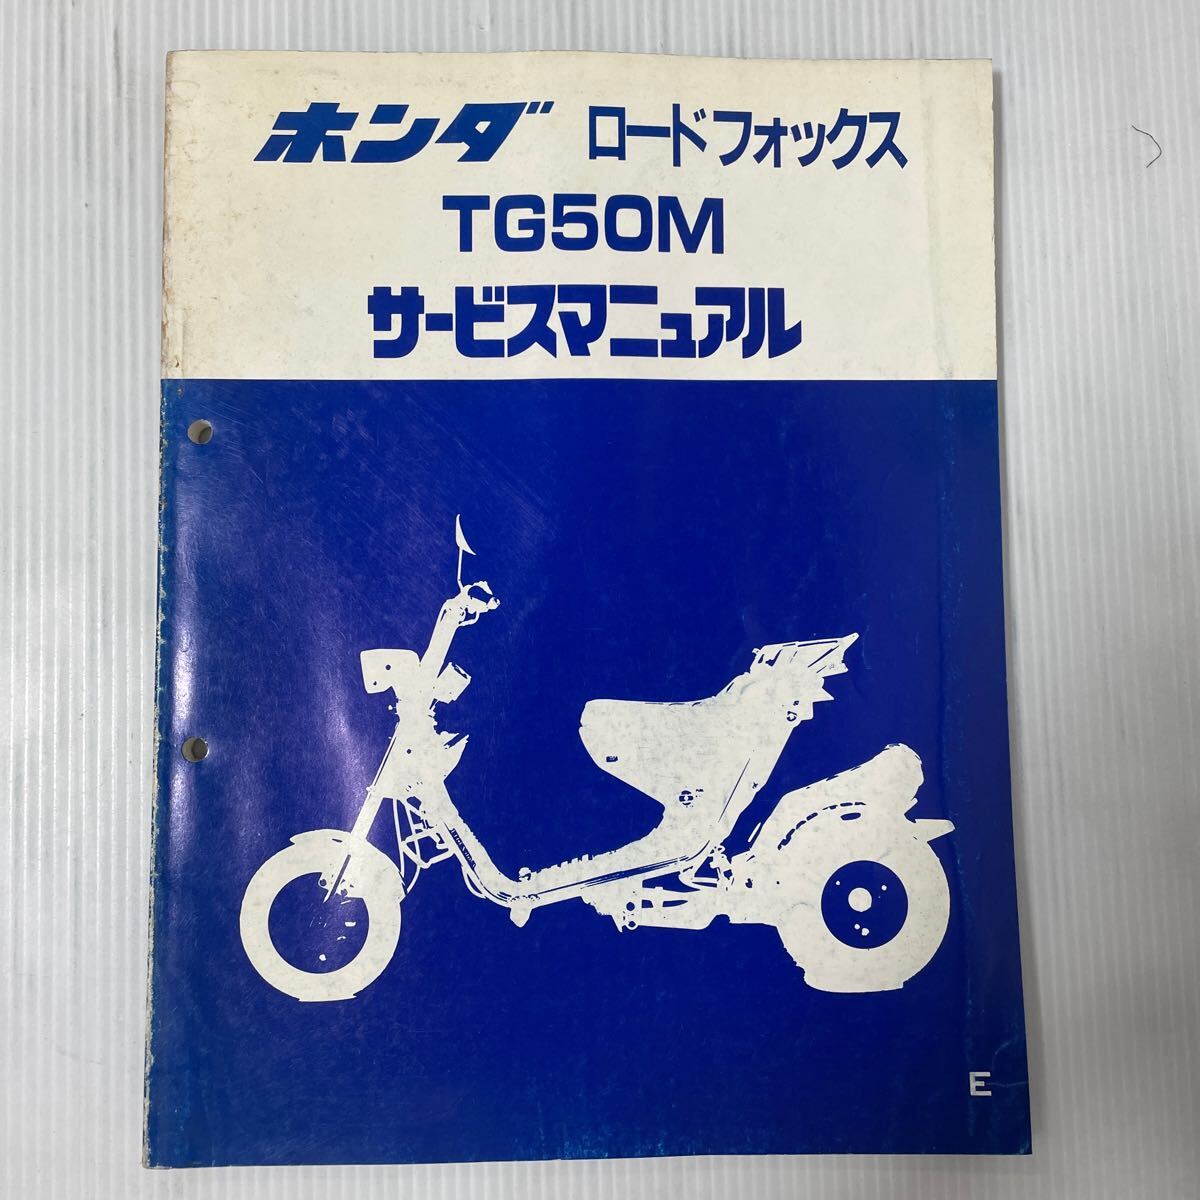 ホンダ ロードフォックス
TG50M
サービスマニュアル
E